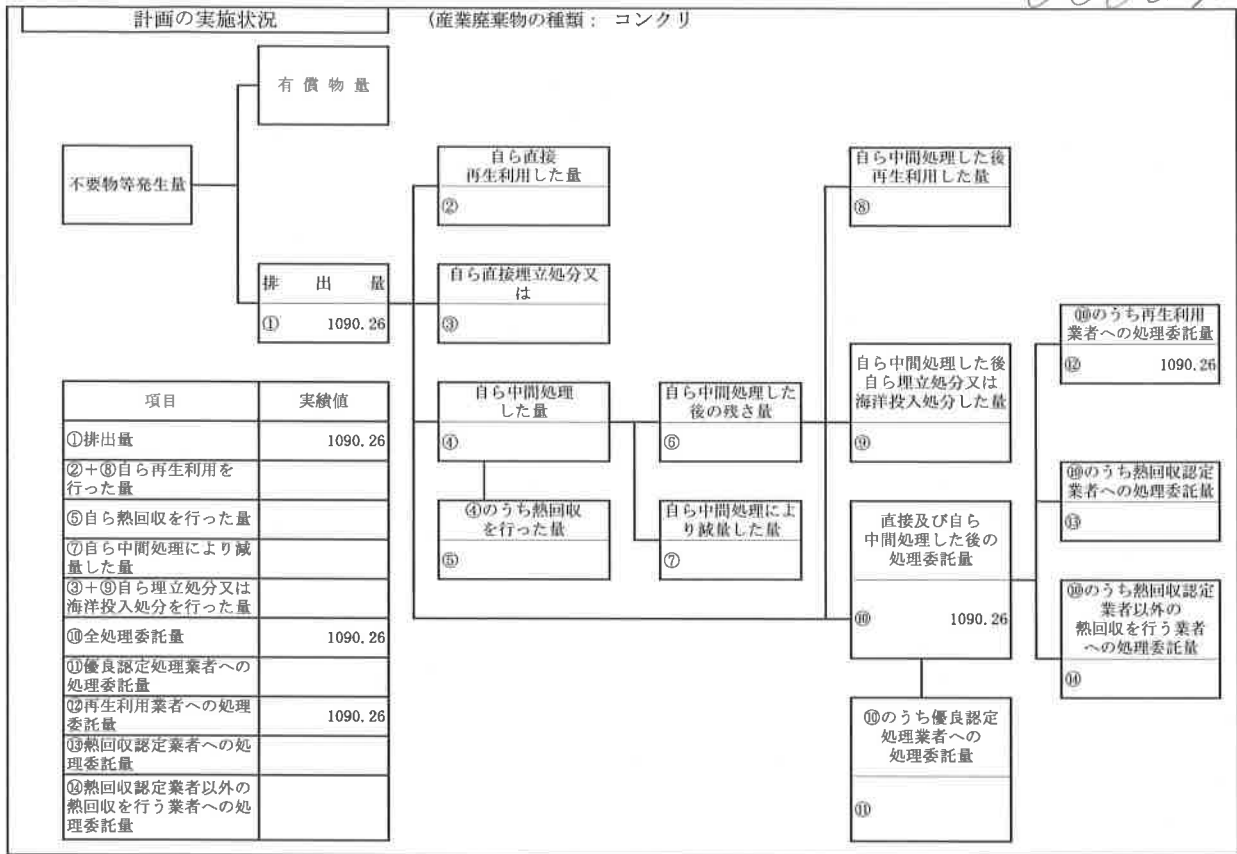 計画の実施状況
(産業廃棄物の種類： コンクリ
有償物量
不要物等発生量
自ら直接
再生利用した量
②
自ら中間処理した後
再生利用した量
⑧
排出量
① 1090.26
自ら直接埋立処分又
は
③
⑩のうち再生利用
業者への処理委託量
⑫ 1090.26
自ら中間処理
した量
④
自ら中間処理した
後の残さ量
⑥
自ら中間処理した後
自ら埋立処分又は
海洋投入処分した量
⑨
④のうち熱回収
を行った量
⑤
自ら中間処理によ
り減量した量
⑦
直接及び自ら
中間処理した後の
処理委託量
⑩ 1090.26
⑩のうち熱回収認定
業者への処理委託量
⑬
⑩のうち熱回収認定
業者以外の
熱回収を行う業者
への処理委託量
⑭
⑩のうち優良認定
処理業者への
処理委託量
⑪
項目 実績値
①排出量 1090.26
②＋⑧自ら再生利用を
行った量
⑤自ら熱回収を行った量
⑦自ら中間処理により減
量した量
③＋⑨自ら埋立処分又は
海洋投入処分を行った量
⑩全処理委託量 1090.26
⑪優良認定処理業者への
処理委託量
⑫再生利用業者への処理
委託量 1090.26
⑬熱回収認定業者への処
理委託量
⑭熱回収認定業者以外の
熱回収を行う業者への処
理委託量